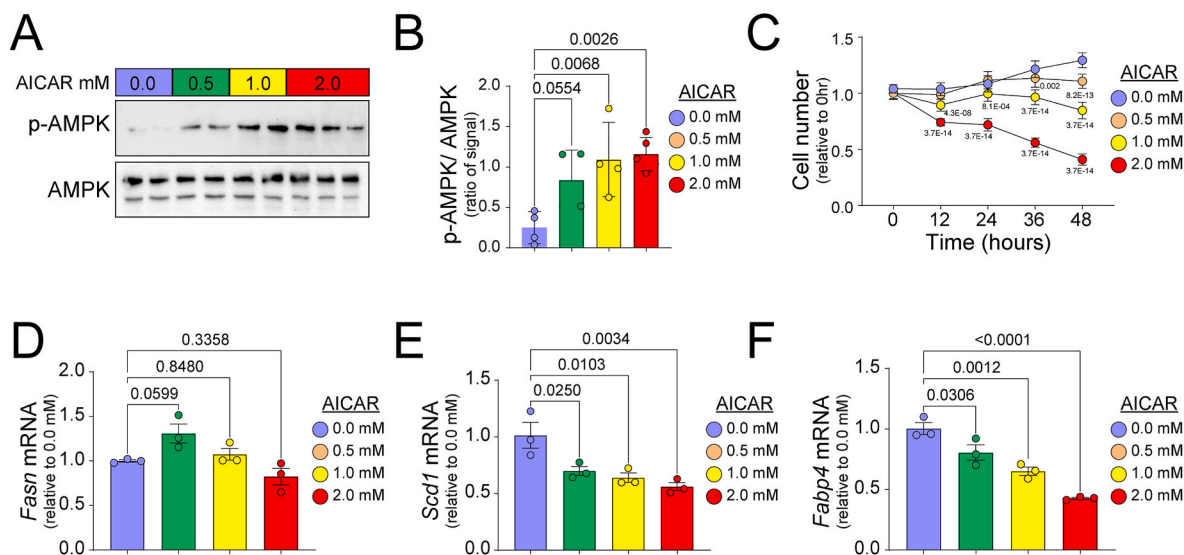 A
AICAR mM
0.0 0.5 1.0 2.0
p-AMPK
AMPK
B
0.0026
0.0068
0.0554
p-AMPK/ AMPK
(ratio of signal)
2.0
1.5
1.0
0.5
0.0
AICAR
0.0 mM
0.5 mM
1.0 mM
2.0 mM
C
Cell number
(relative to 0hr)
1.5
1.0
0.5
0.0
4.3E-08
8.1E-04
0.002
8.2E-13
3.7E-14
3.7E-14
3.7E-14
3.7E-14
3.7E-14
3.7E-14
0 12 24 36 48
Time (hours)
AICAR
0.0 mM
0.5 mM
1.0 mM
2.0 mM
D
0.3358
0.8480
0.0599
Fasn mRNA
(relative to 0.0 mM)
2.0
1.5
1.0
0.5
0.0
AICAR
0.0 mM
0.5 mM
1.0 mM
2.0 mM
E
0.0034
0.0103
0.0250
Scd1 mRNA
(relative to 0.0 mM)
1.5
1.0
0.5
0.0
AICAR
0.0 mM
0.5 mM
1.0 mM
2.0 mM
F
<0.0001
0.0012
0.0306
Fabp4 mRNA
(relative to 0.0 mM)
1.5
1.0
0.5
0.0
AICAR
0.0 mM
0.5 mM
1.0 mM
2.0 mM